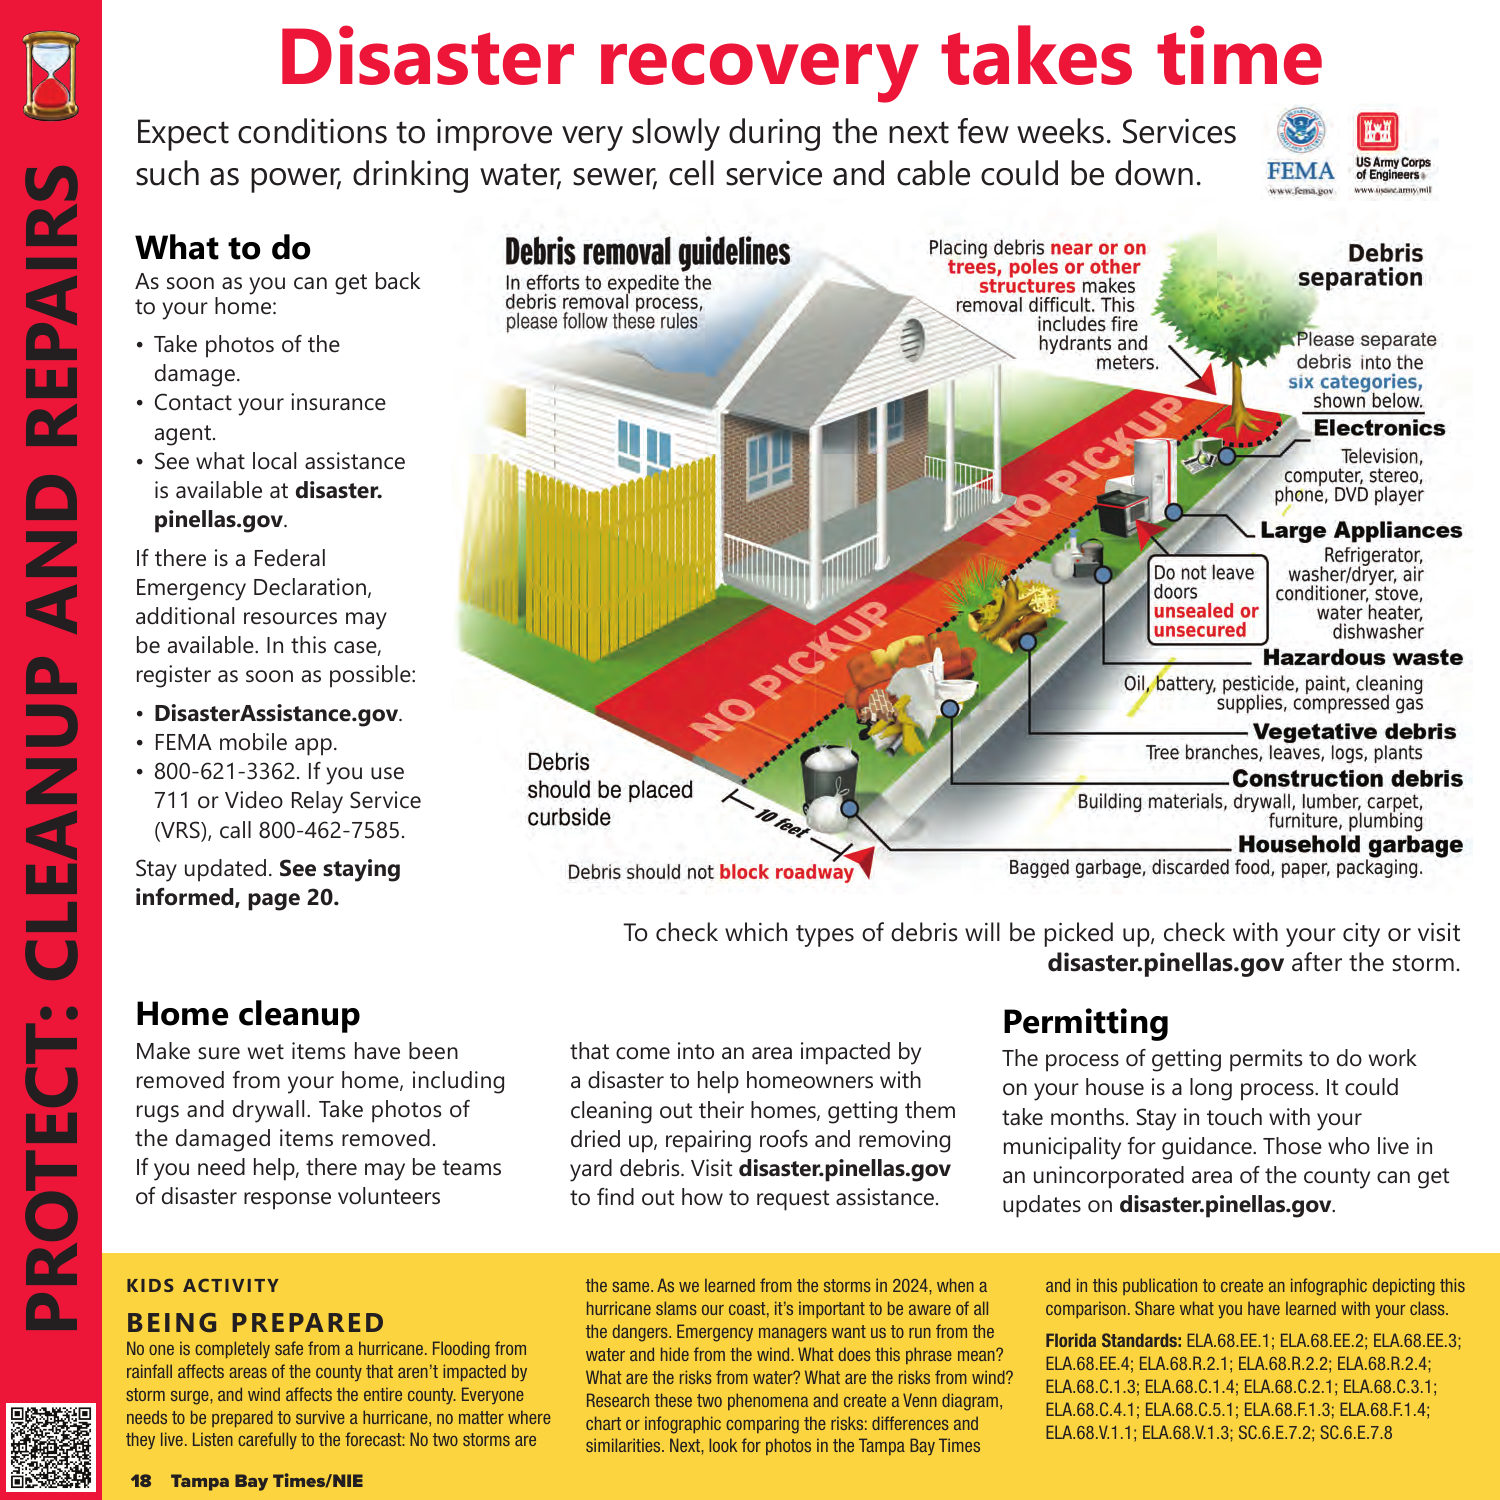 PROTECT: CLEANUP AND REPAIRS
Disaster recovery takes time
Expect conditions to improve very slowly during the next few weeks. Services
such as power, drinking water, sewer, cell service and cable could be down.
FEMA
www.fema.gov
US Army Corps
of Engineers
www.usace.army.mil
What to do
As soon as you can get back
to your home:
• Take photos of the
damage.
• Contact your insurance
agent.
• See what local assistance
is available at disaster.
pinellas.gov.
If there is a Federal
Emergency Declaration,
additional resources may
be available. In this case,
register as soon as possible:
• DisasterAssistance.gov.
• FEMA mobile app.
• 800-621-3362. If you use
711 or Video Relay Service
(VRS), call 800-462-7585.
Stay updated. See staying
informed, page 20.
Debris removal guidelines
In efforts to expedite the
debris removal process,
please follow these rules
Placing debris near or on
trees, poles or other
structures makes
removal difficult. This
includes fire
hydrants and
meters.
Debris
separation
Please separate
debris into the
six categories,
shown below.
Electronics
Television,
computer, stereo,
phone, DVD player
Large Appliances
Refrigerator,
washer/dryer, air
conditioner, stove,
water heater,
dishwasher
Do not leave
doors
unsealed or
unsecured
Hazardous waste
Oil, battery, pesticide, paint, cleaning
supplies, compressed gas
Vegetative debris
Tree branches, leaves, logs, plants
Construction debris
Building materials, drywall, lumber, carpet,
furniture, plumbing
Household garbage
Bagged garbage, discarded food, paper, packaging.
NO PICKUP
NO PICKUP
Debris
should be placed
curbside
10 feet
Debris should not block roadway
To check which types of debris will be picked up, check with your city or visit
disaster.pinellas.gov after the storm.
Home cleanup
Make sure wet items have been
removed from your home, including
rugs and drywall. Take photos of
the damaged items removed.
If you need help, there may be teams
of disaster response volunteers
that come into an area impacted by
a disaster to help homeowners with
cleaning out their homes, getting them
dried up, repairing roofs and removing
yard debris. Visit disaster.pinellas.gov
to find out how to request assistance.
Permitting
The process of getting permits to do work
on your house is a long process. It could
take months. Stay in touch with your
municipality for guidance. Those who live in
an unincorporated area of the county can get
updates on disaster.pinellas.gov.
KIDS ACTIVITY
BEING PREPARED
No one is completely safe from a hurricane. Flooding from
rainfall affects areas of the county that aren't impacted by
storm surge, and wind affects the entire county. Everyone
needs to be prepared to survive a hurricane, no matter where
they live. Listen carefully to the forecast: No two storms are
the same. As we learned from the storms in 2024, when a
hurricane slams our coast, it's important to be aware of all
the dangers. Emergency managers want us to run from the
water and hide from the wind. What does this phrase mean?
What are the risks from water? What are the risks from wind?
Research these two phenomena and create a Venn diagram,
chart or infographic comparing the risks: differences and
similarities. Next, look for photos in the Tampa Bay Times
and in this publication to create an infographic depicting this
comparison. Share what you have learned with your class.
Florida Standards: ELA.68.EE.1; ELA.68.EE.2; ELA.68.EE.3;
ELA.68.EE.4; ELA.68.R.2.1; ELA.68.R.2.2; ELA.68.R.2.4;
ELA.68.C.1.3; ELA.68.C.1.4; ELA.68.C.2.1; ELA.68.C.3.1;
ELA.68.C.4.1; ELA.68.C.5.1; ELA.68.F.1.3; ELA.68.F.1.4;
ELA.68.V.1.1; ELA.68.V.1.3; SC.6.E.7.2; SC.6.E.7.8
18 Tampa Bay Times/NIE